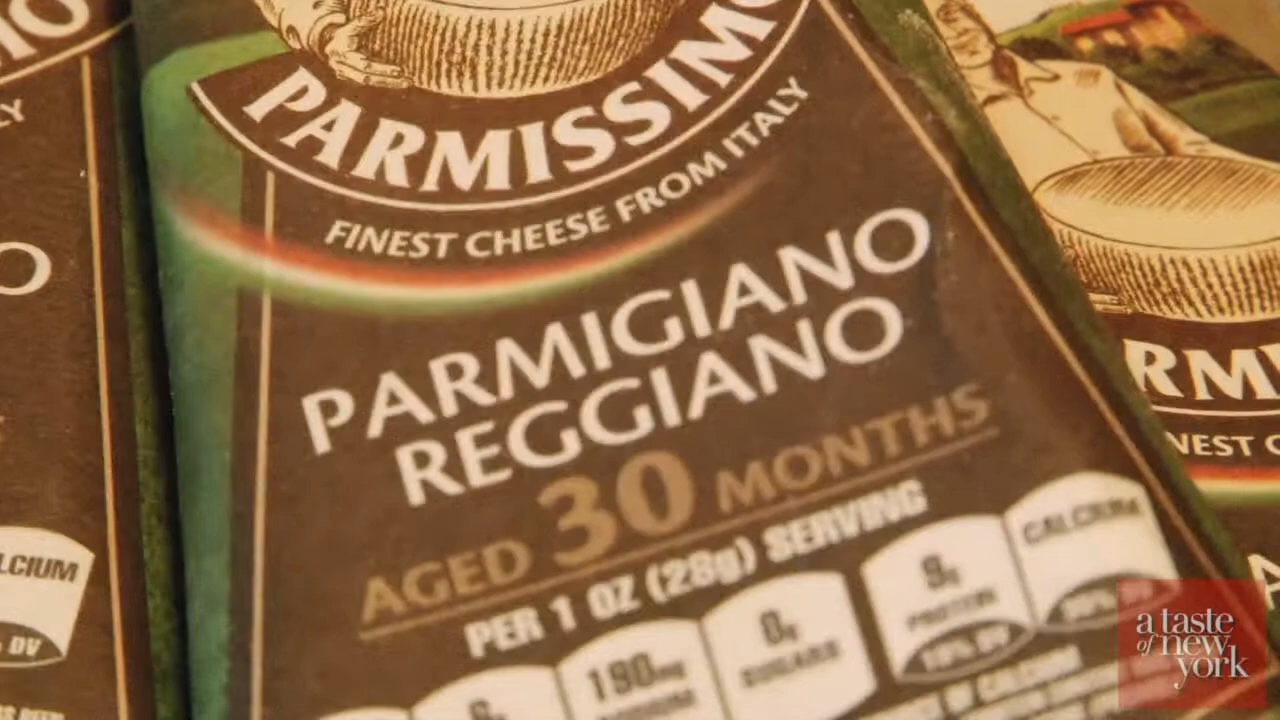 PARMISSIMO
FINEST CHEESE FROM ITALY
PARMIGIANO
REGGIANO
AGED 30 MONTHS
PER 1 OZ (28g) SERVING
190mg
SODIUM
0g
SUGARS
9g
PROTEIN
CALCIUM
LCIUM
DV
RMI
NEST C
a taste
of new
york